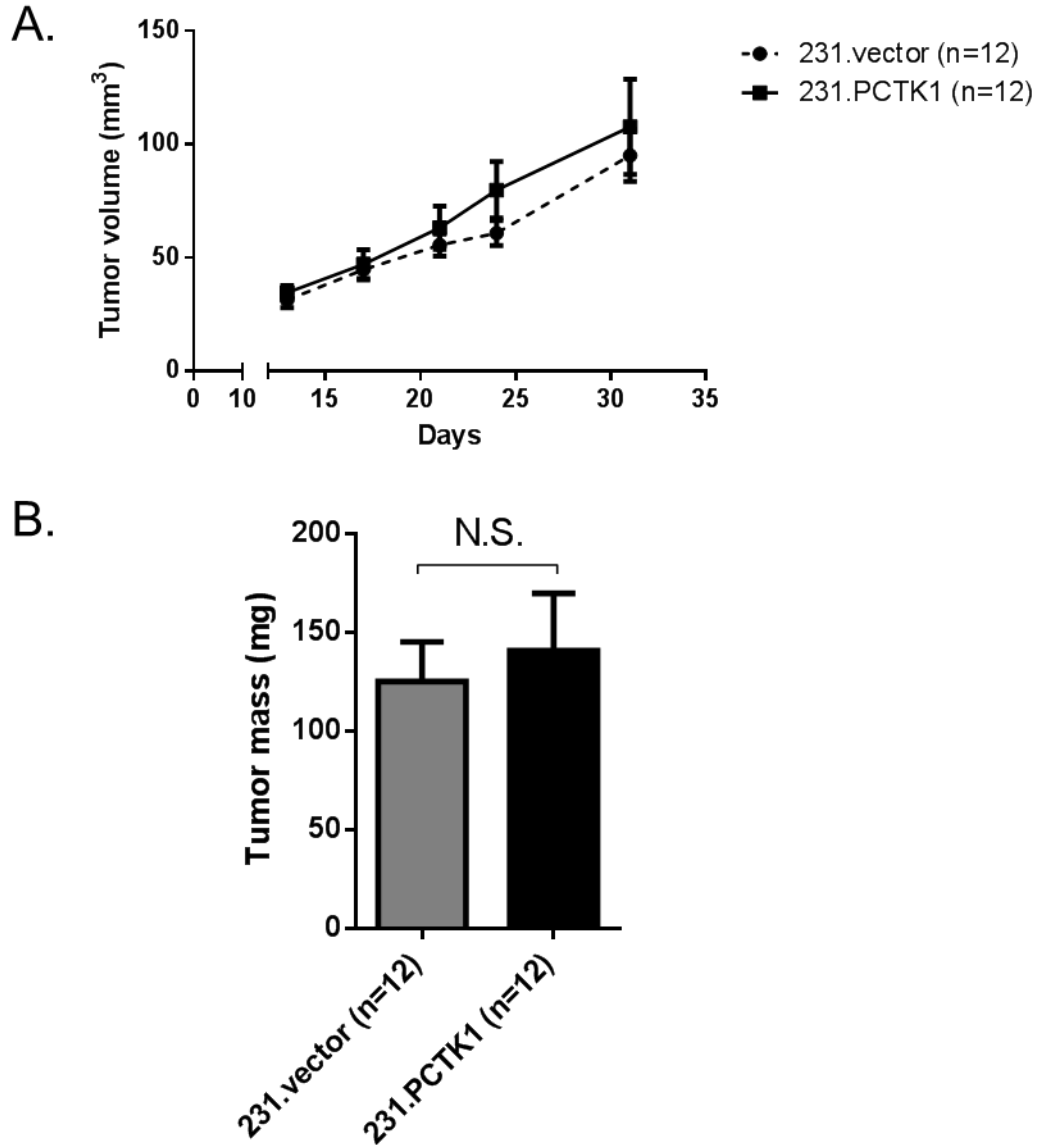 A.
150
100
50
0
Tumor volume (mm³)
0 10 15 20 25 30 35
Days
231.vector (n=12)
231.PCTK1 (n=12)
B.
200
150
100
50
0
Tumor mass (mg)
N.S.
231.vector (n=12)
231.PCTK1 (n=12)